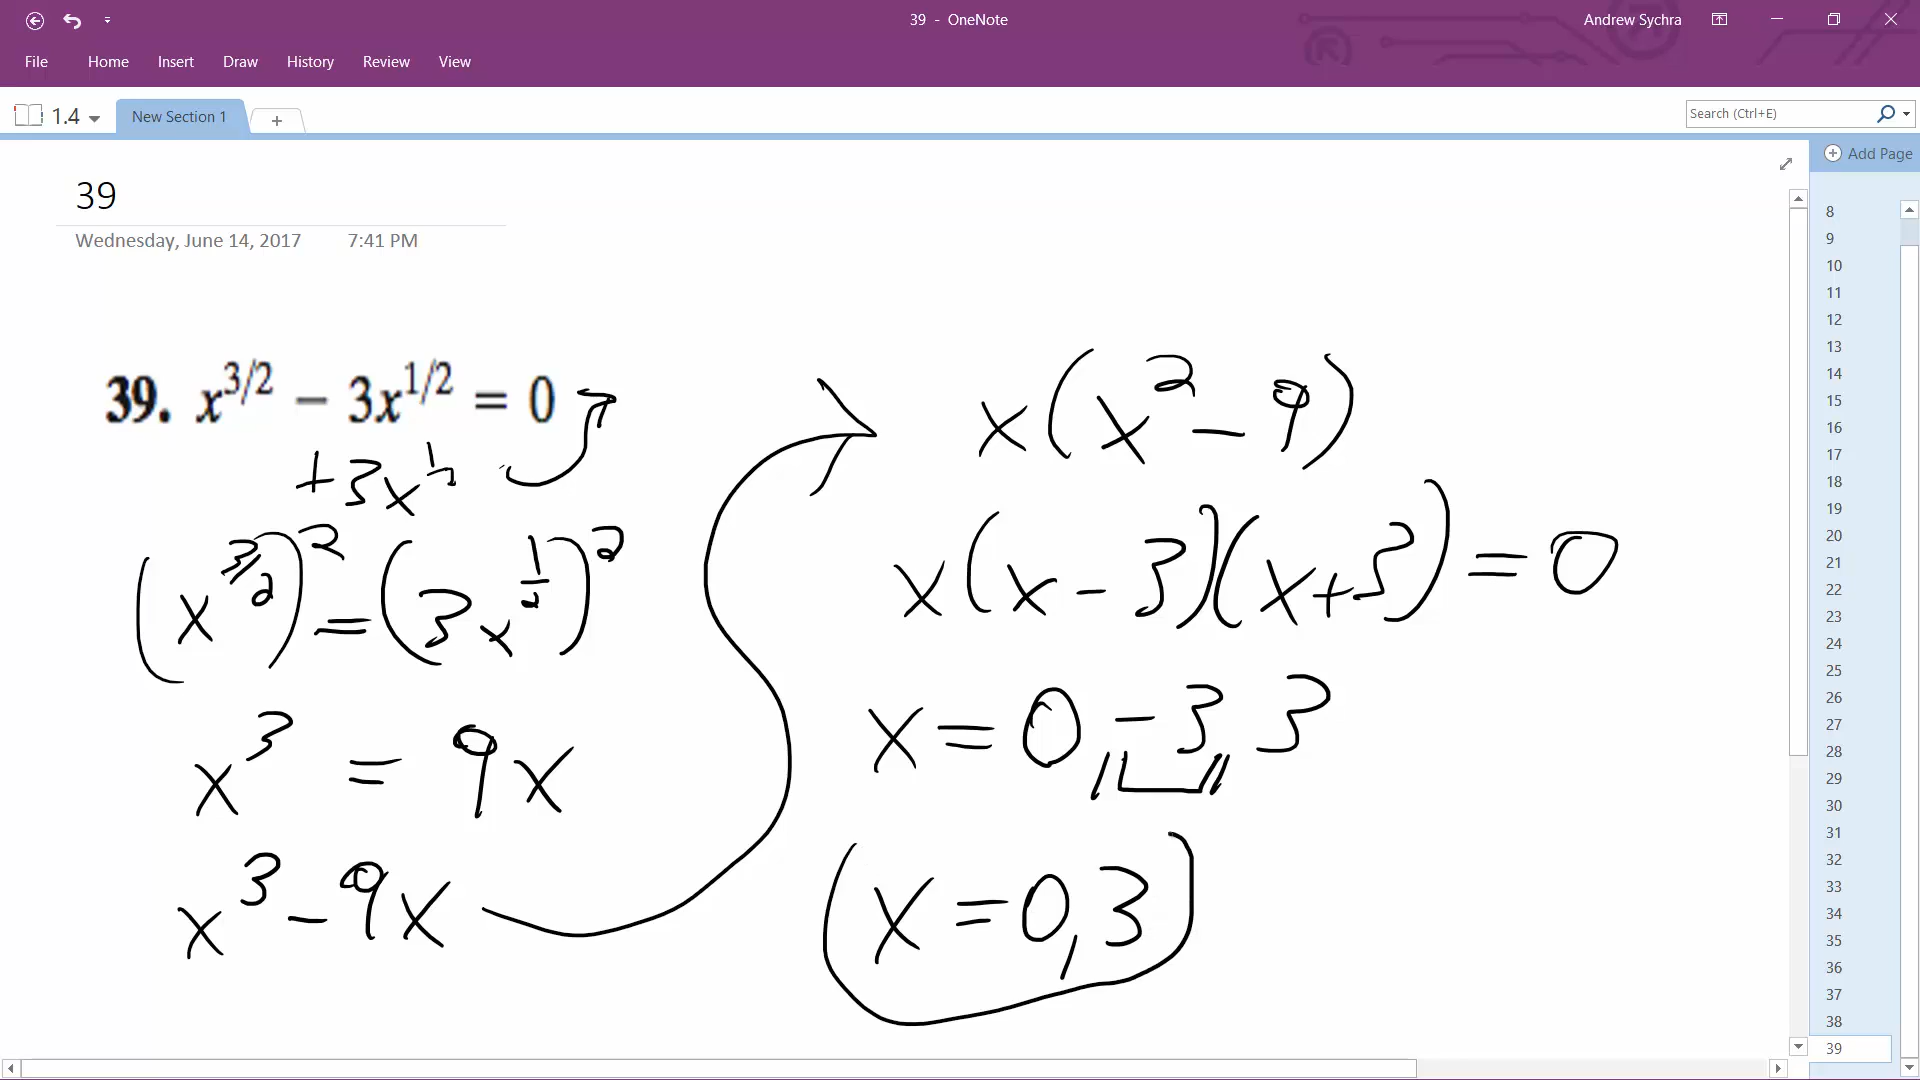 39 - OneNote
Andrew Sychra
File Home Insert Draw History Review View
1.4
New Section 1
+
Search (Ctrl+E)
Add Page
39
Wednesday, June 14, 2017 7:41 PM
39. x^{3/2} − 3x^{1/2} = 0
+3x^{1/2}
(x^{3/2})^2 = (3x^{1/2})^2
x^3 = 9x
x^3 - 9x
x(x^2 - 9)
x(x - 3)(x+3) = 0
x = 0, -3, 3
x = 0, 3
8
9
10
11
12
13
14
15
16
17
18
19
20
21
22
23
24
25
26
27
28
29
30
31
32
33
34
35
36
37
38
39